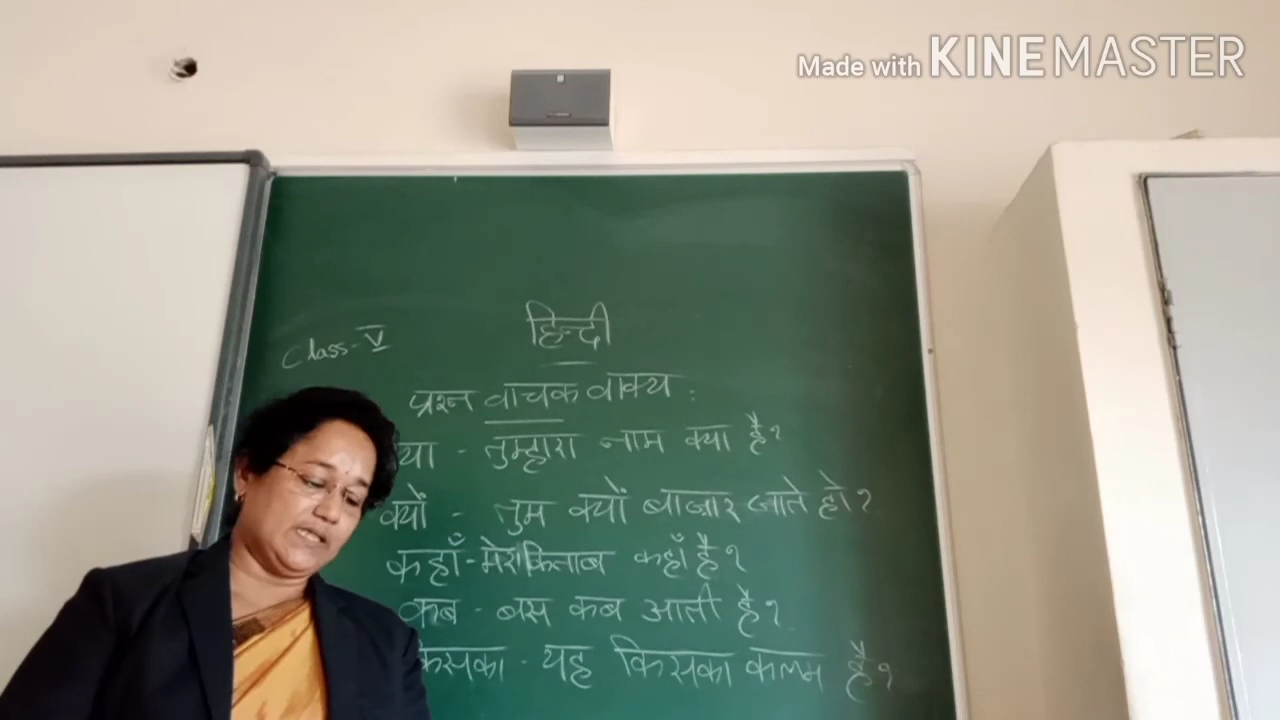 Made with KINEMASTER
हिन्दी
Class-V
प्रश्न वाचक वाक्य :
या - तुम्हारा नाम क्या है?
क्यों - तुम क्यों बाजार जाते हो?
कहाँ - मेरा किताब कहाँ है?
कब - बस कब आती है?
किसका - यह किसका कलम है?